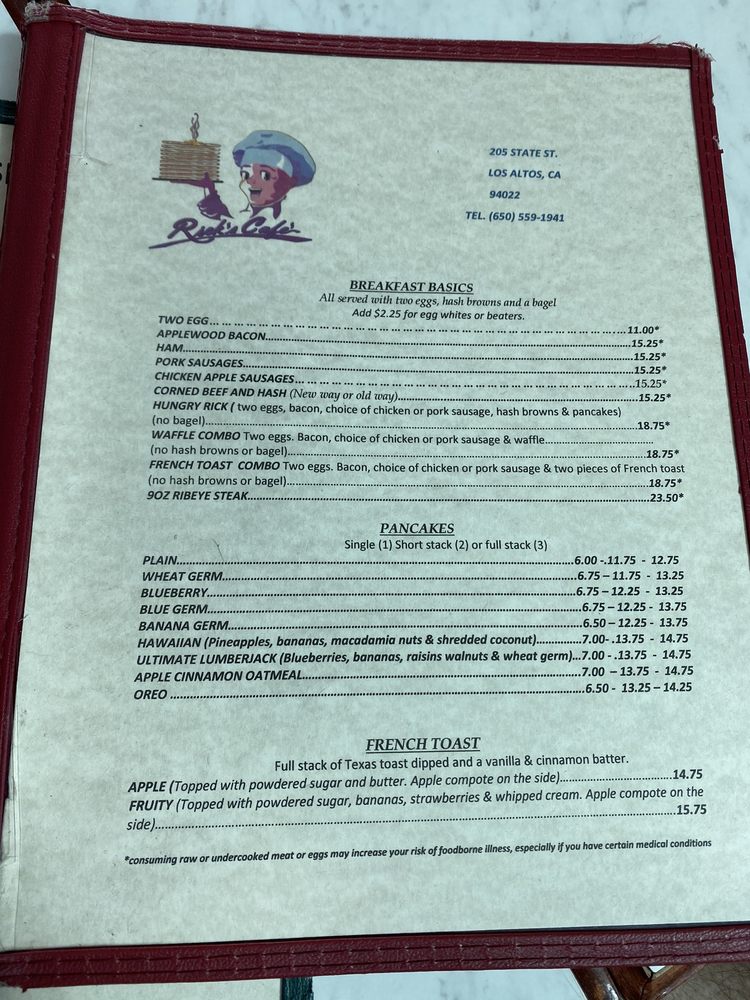 Rick's Cafe
205 STATE ST.
LOS ALTOS, CA
94022
TEL. (650) 559-1941
BREAKFAST BASICS
All served with two eggs, hash browns and a bagel
Add $2.25 for egg whites or beaters.
TWO EGG... 11.00*
APPLEWOOD BACON... 15.25*
HAM... 15.25*
PORK SAUSAGES... 15.25*
CHICKEN APPLE SAUSAGES... 15.25*
CORNED BEEF AND HASH (New way or old way)... 15.25*
HUNGRY RICK ( two eggs, bacon, choice of chicken or pork sausage, hash browns & pancakes)
(no bagel)... 18.75*
WAFFLE COMBO Two eggs. Bacon, choice of chicken or pork sausage & waffle...
(no hash browns or bagel)... 18.75*
FRENCH TOAST COMBO Two eggs. Bacon, choice of chicken or pork sausage & two pieces of French toast
(no hash browns or bagel)... 18.75*
9OZ RIBEYE STEAK... 23.50*
PANCAKES
Single (1) Short stack (2) or full stack (3)
PLAIN... 6.00 -.11.75 - 12.75
WHEAT GERM... 6.75 – 11.75 - 13.25
BLUEBERRY... 6.75 – 12.25 - 13.25
BLUE GERM... 6.75 – 12.25 - 13.75
BANANA GERM... 6.50 – 12.25 - 13.75
HAWAIIAN (Pineapples, bananas, macadamia nuts & shredded coconut)... 7.00 -.13.75 - 14.75
ULTIMATE LUMBERJACK (Blueberries, bananas, raisins walnuts & wheat germ)...7.00 -.13.75 - 14.75
APPLE CINNAMON OATMEAL... 7.00 – 13.75 - 14.75
OREO ... 6.50 - 13.25 – 14.25
FRENCH TOAST
Full stack of Texas toast dipped and a vanilla & cinnamon batter.
APPLE (Topped with powdered sugar and butter. Apple compote on the side)... 14.75
FRUITY (Topped with powdered sugar, bananas, strawberries & whipped cream. Apple compote on the
side)... 15.75
*consuming raw or undercooked meat or eggs may increase your risk of foodborne illness, especially if you have certain medical conditions